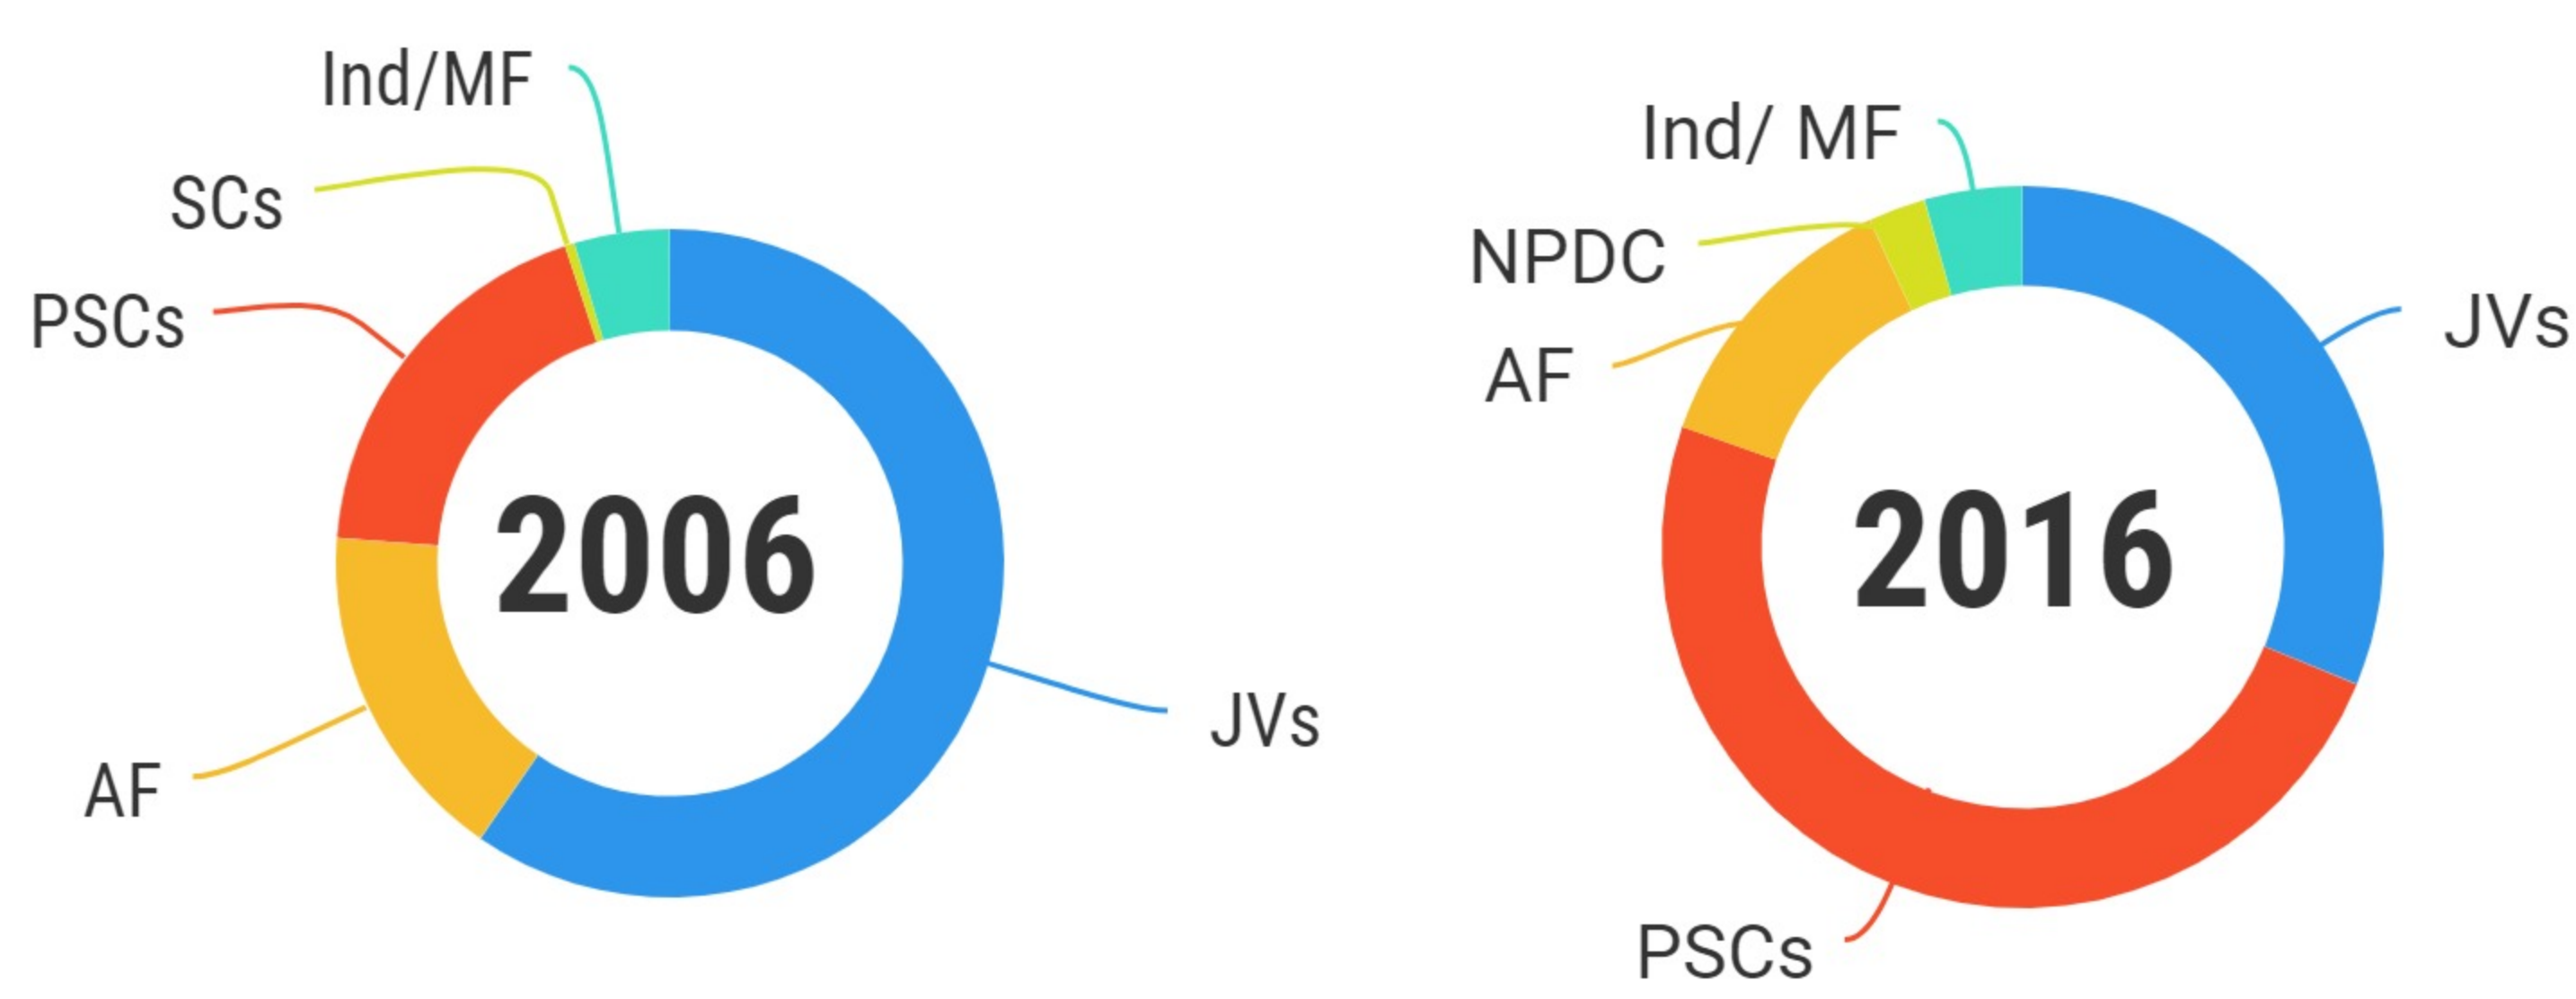 Ind/MF
SCs
PSCs
2006
AF
JVs
Ind/ MF
NPDC
AF
JVs
2016
PSCs